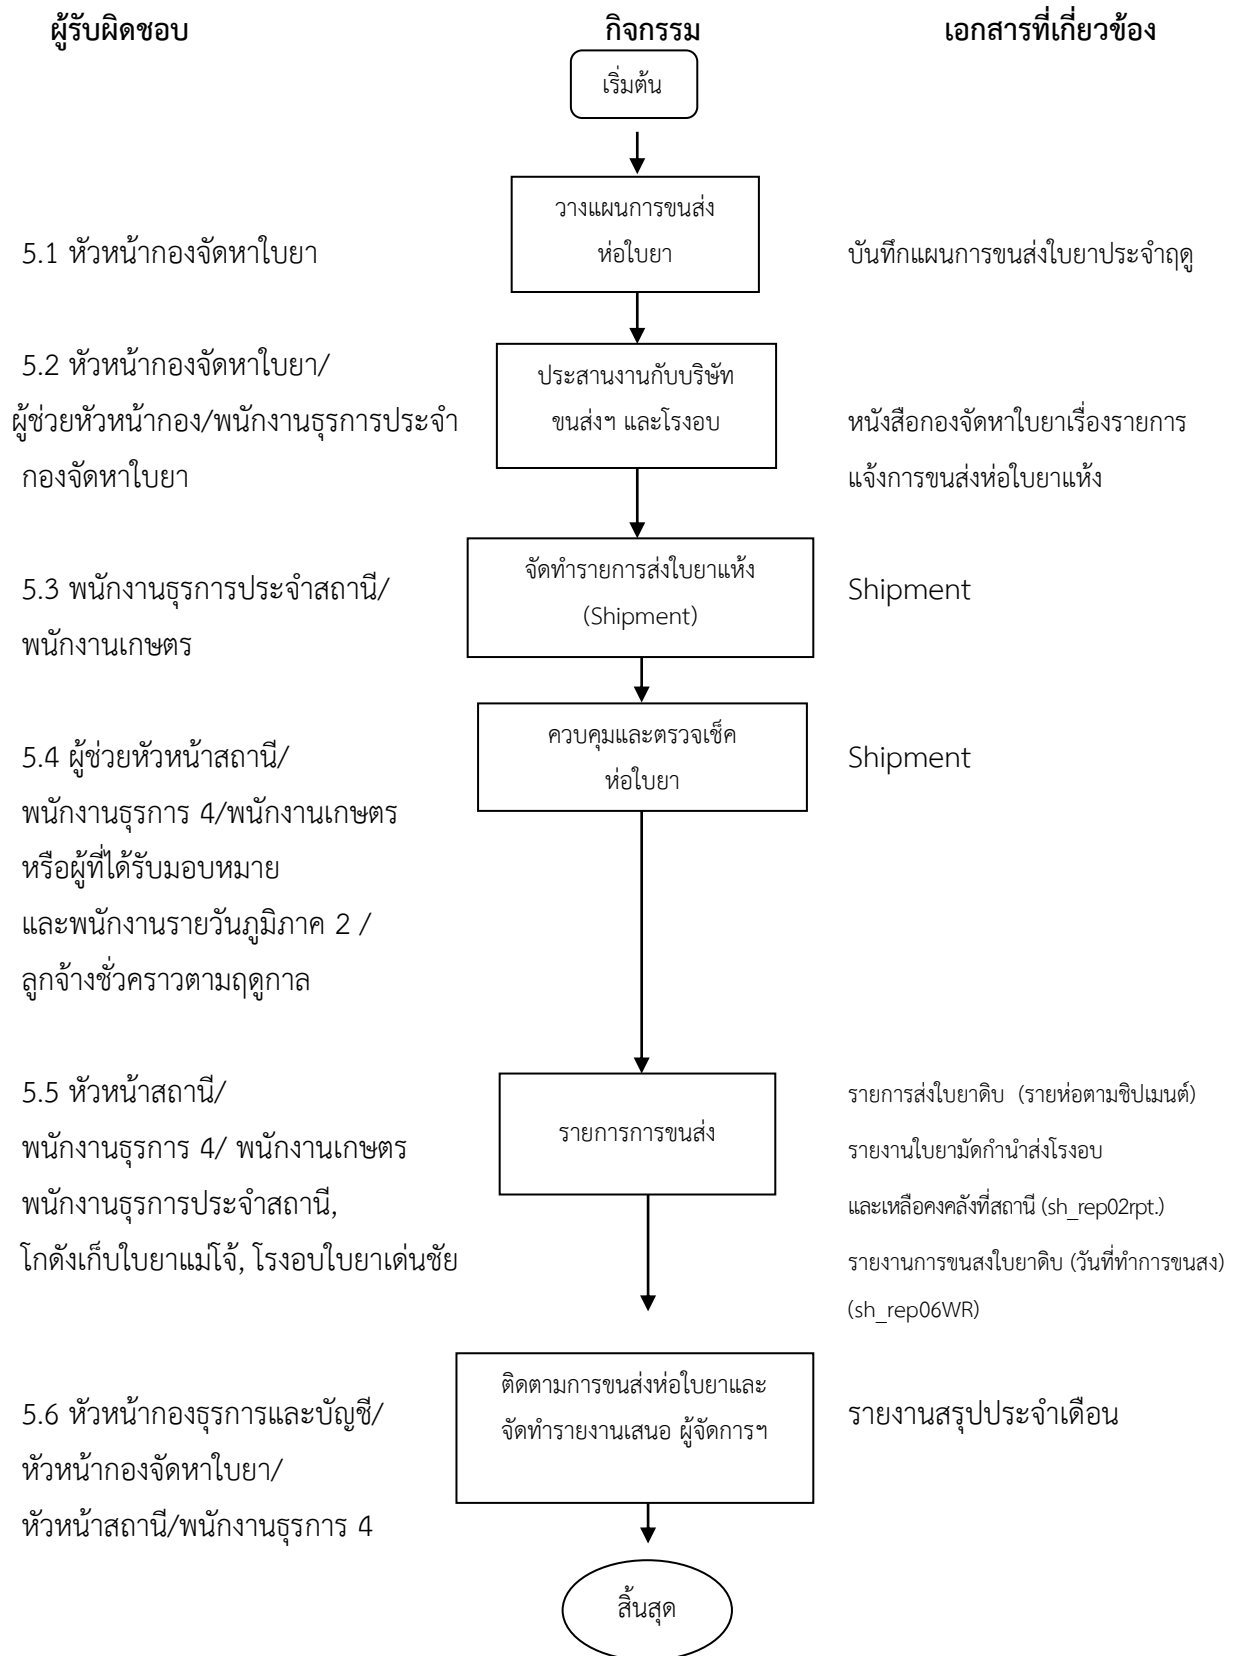 ผู้รับผิดชอบ กิจกรรม เอกสารที่เกี่ยวข้อง
เริ่มต้น
วางแผนการขนส่ง
5.1 หัวหน้ากองจัดหาใบยา ห่อใบยา บันทึกแผนการขนส่งใบยาประจำฤดู
5.2 หัวหน้ากองจัดหาใบยา/ ประสานงานกับบริษัท
ผู้ช่วยหัวหน้ากอง/พนักงานธุรการประจำ ขนส่งฯ และโรงอบ หนังสือกองจัดหาใบยาเรื่องรายการ
กองจัดหาใบยา แจ้งการขนส่งห่อใบยาแห้ง
จัดทำรายการส่งใบยาแห้ง
5.3 พนักงานธุรการประจำสถานี/ (Shipment) Shipment
พนักงานเกษตร
ควบคุมและตรวจเช็ค
5.4 ผู้ช่วยหัวหน้าสถานี/ ห่อใบยา Shipment
พนักงานธุรการ 4/พนักงานเกษตร
หรือผู้ที่ได้รับมอบหมาย
และพนักงานรายวันภูมิภาค 2 /
ลูกจ้างชั่วคราวตามฤดูกาล
5.5 หัวหน้าสถานี/ รายการส่งใบยาดิบ (รายห่อตามชิปเมนต์)
พนักงานธุรการ 4/ พนักงานเกษตร รายการการขนส่ง รายงานใบยามัดกำนำส่งโรงอบ
พนักงานธุรการประจำสถานี, และเหลือคงคลังที่สถานี (sh_rep02rpt.)
โกดังเก็บใบยาแม่โจ้, โรงอบใบยาเด่นชัย รายงานการขนสงใบยาดิบ (วันที่ทำการขนสง)
(sh_rep06WR)
ติดตามการขนส่งห่อใบยาและ
5.6 หัวหน้ากองธุรการและบัญชี/ จัดทำรายงานเสนอ ผู้จัดการฯ รายงานสรุปประจำเดือน
หัวหน้ากองจัดหาใบยา/
หัวหน้าสถานี/พนักงานธุรการ 4
สิ้นสุด